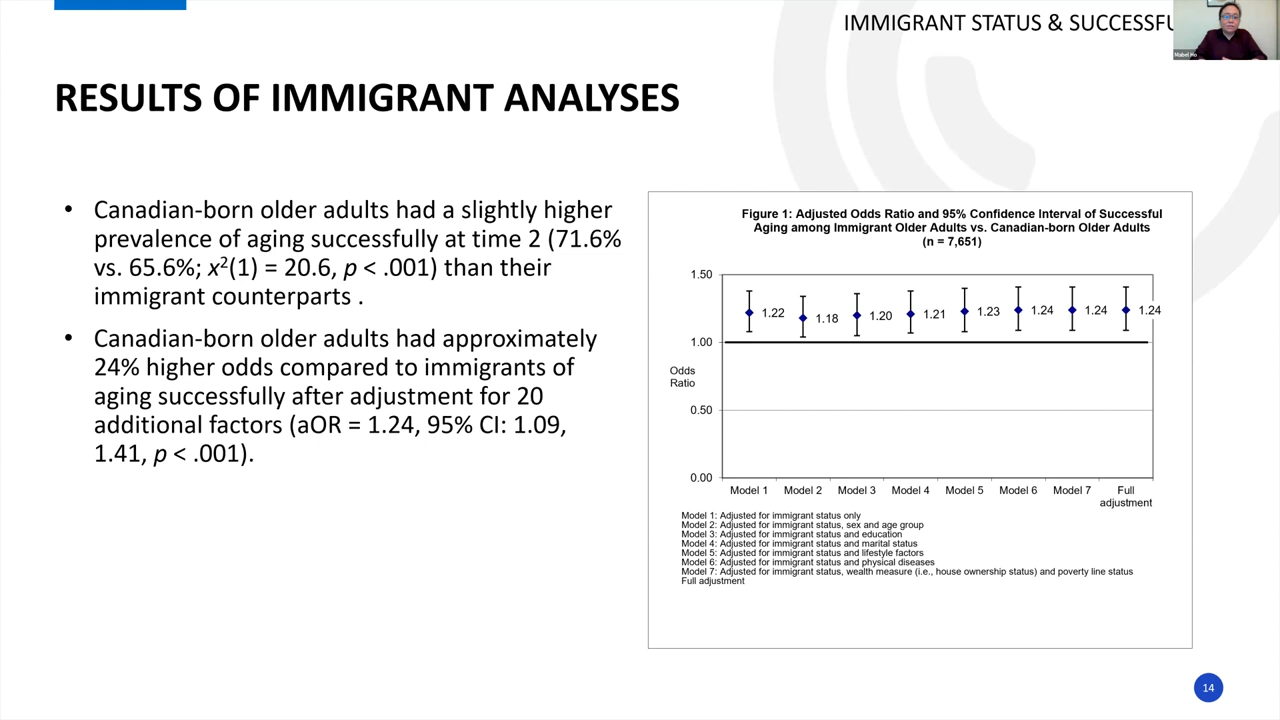 IMMIGRANT STATUS & SUCCESSFU
Mabel Ho
RESULTS OF IMMIGRANT ANALYSES
• Canadian-born older adults had a slightly higher
prevalence of aging successfully at time 2 (71.6%
vs. 65.6%; x²(1) = 20.6, p < .001) than their
immigrant counterparts .
• Canadian-born older adults had approximately
24% higher odds compared to immigrants of
aging successfully after adjustment for 20
additional factors (aOR = 1.24, 95% CI: 1.09,
1.41, p < .001).
Figure 1: Adjusted Odds Ratio and 95% Confidence Interval of Successful
Aging among Immigrant Older Adults vs. Canadian-born Older Adults
(n = 7,651)
1.50
1.22 1.18 1.20 1.21 1.23 1.24 1.24 1.24
1.00
Odds
Ratio
0.50
0.00
Model 1 Model 2 Model 3 Model 4 Model 5 Model 6 Model 7 Full
adjustment
Model 1: Adjusted for immigrant status only
Model 2: Adjusted for immigrant status, sex and age group
Model 3: Adjusted for immigrant status and education
Model 4: Adjusted for immigrant status and marital status
Model 5: Adjusted for immigrant status and lifestyle factors
Model 6: Adjusted for immigrant status and physical diseases
Model 7: Adjusted for immigrant status, wealth measure (i.e., house ownership status) and poverty line status
Full adjustment
14